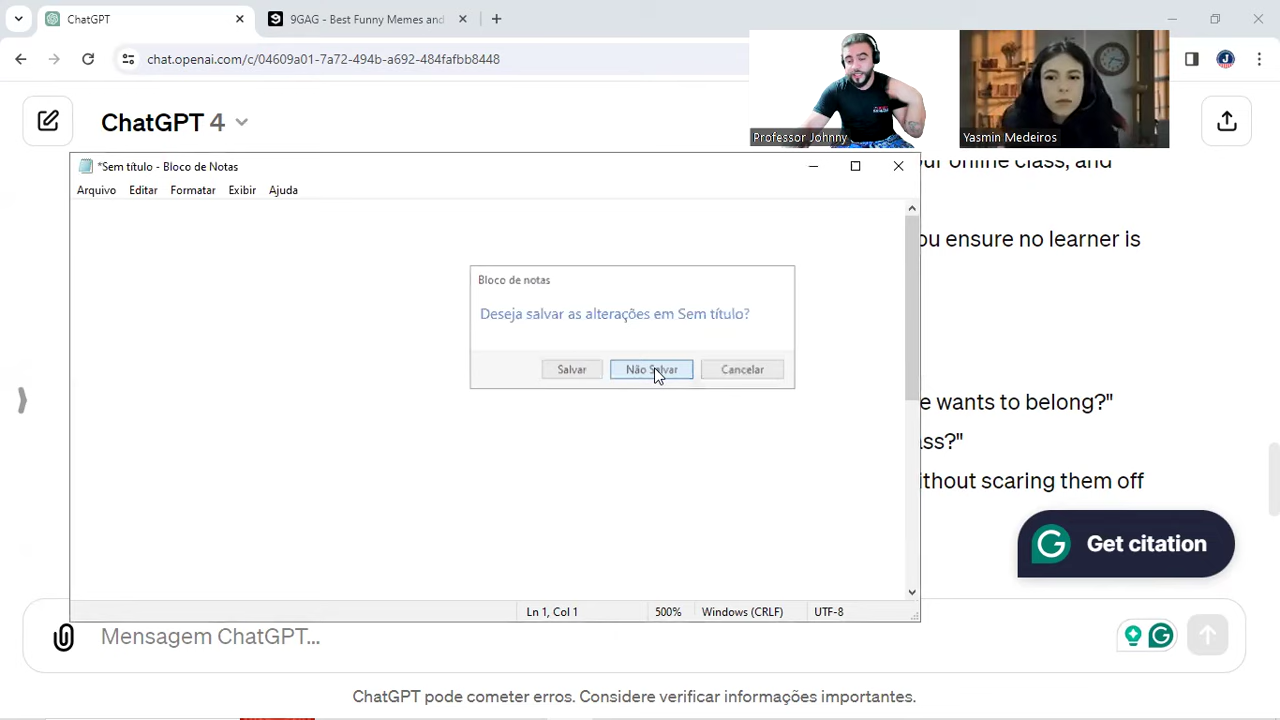 ChatGPT
9GAG - Best Funny Memes and
chat.openai.com/c/04609a01-7a72-494b-a692-484fafbb8448
ChatGPT 4
Professor Johnny
Yasmin Medeiros
*Sem título - Bloco de Notas
Arquivo Editar Formatar Exibir Ajuda
online class, and
ensure no learner is
Bloco de notas
Deseja salvar as alterações em Sem título?
Salvar Não Salvar Cancelar
wants to belong?"
without scaring them off
Get citation
Ln 1, Col 1 500% Windows (CRLF) UTF-8
Mensagem ChatGPT...
ChatGPT pode cometer erros. Considere verificar informações importantes.